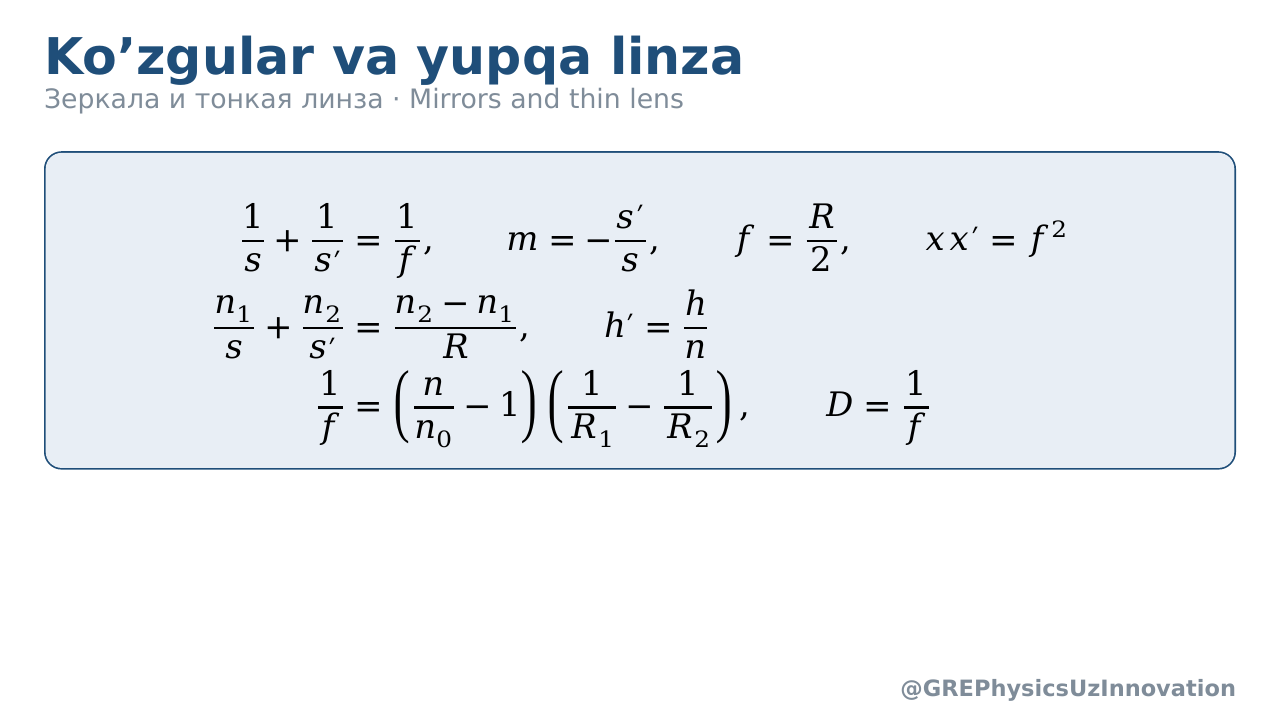 Ko’zgular va yupqa linza
Зеркала и тонкая линза · Mirrors and thin lens
1/s + 1/s′ = 1/f,  m = −s′/s,  f = R/2,  xx′ = f²
n₁/s + n₂/s′ = (n₂ − n₁)/R,  h′ = h/n
1/f = (n/n₀ − 1)(1/R₁ − 1/R₂),  D = 1/f
@GREPhysicsUzInnovation